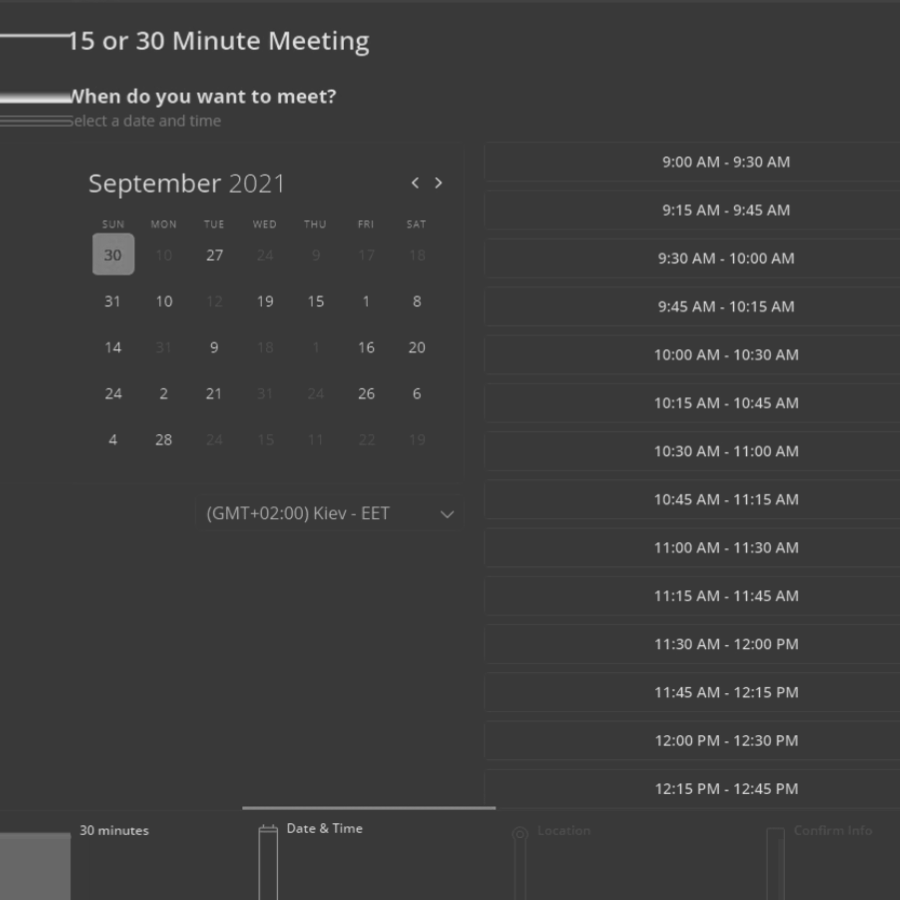 15 or 30 Minute Meeting
When do you want to meet?
Select a date and time
September 2021
SUN MON TUE WED THU FRI SAT
30 10 27 24 9 17 18
31 10 12 19 15 1 8
14 31 9 18 1 16 20
24 2 21 31 24 26 6
4 28 24 15 11 22 19
(GMT+02:00) Kiev - EET
9:00 AM - 9:30 AM
9:15 AM - 9:45 AM
9:30 AM - 10:00 AM
9:45 AM - 10:15 AM
10:00 AM - 10:30 AM
10:15 AM - 10:45 AM
10:30 AM - 11:00 AM
10:45 AM - 11:15 AM
11:00 AM - 11:30 AM
11:15 AM - 11:45 AM
11:30 AM - 12:00 PM
11:45 AM - 12:15 PM
12:00 PM - 12:30 PM
12:15 PM - 12:45 PM
30 minutes
Date & Time
Location
Confirm Info